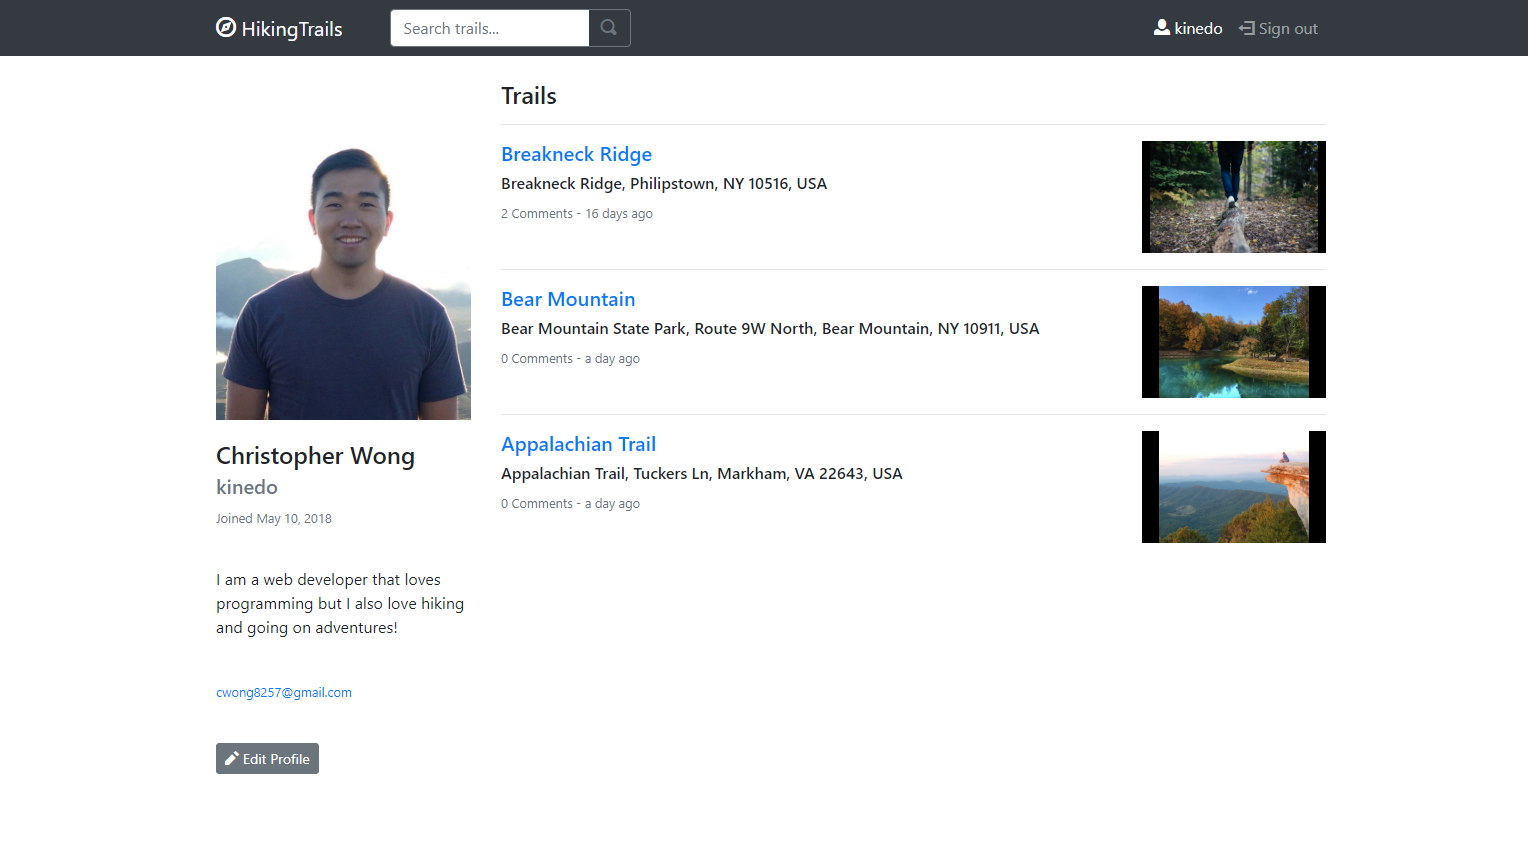 HikingTrails
Search trails...
kinedo
Sign out
Trails
Breakneck Ridge
Breakneck Ridge, Philipstown, NY 10516, USA
2 Comments - 16 days ago
Bear Mountain
Bear Mountain State Park, Route 9W North, Bear Mountain, NY 10911, USA
0 Comments - a day ago
Appalachian Trail
Appalachian Trail, Tuckers Ln, Markham, VA 22643, USA
0 Comments - a day ago
Christopher Wong
kinedo
Joined May 10, 2018
I am a web developer that loves
programming but I also love hiking
and going on adventures!
cwong8257@gmail.com
Edit Profile